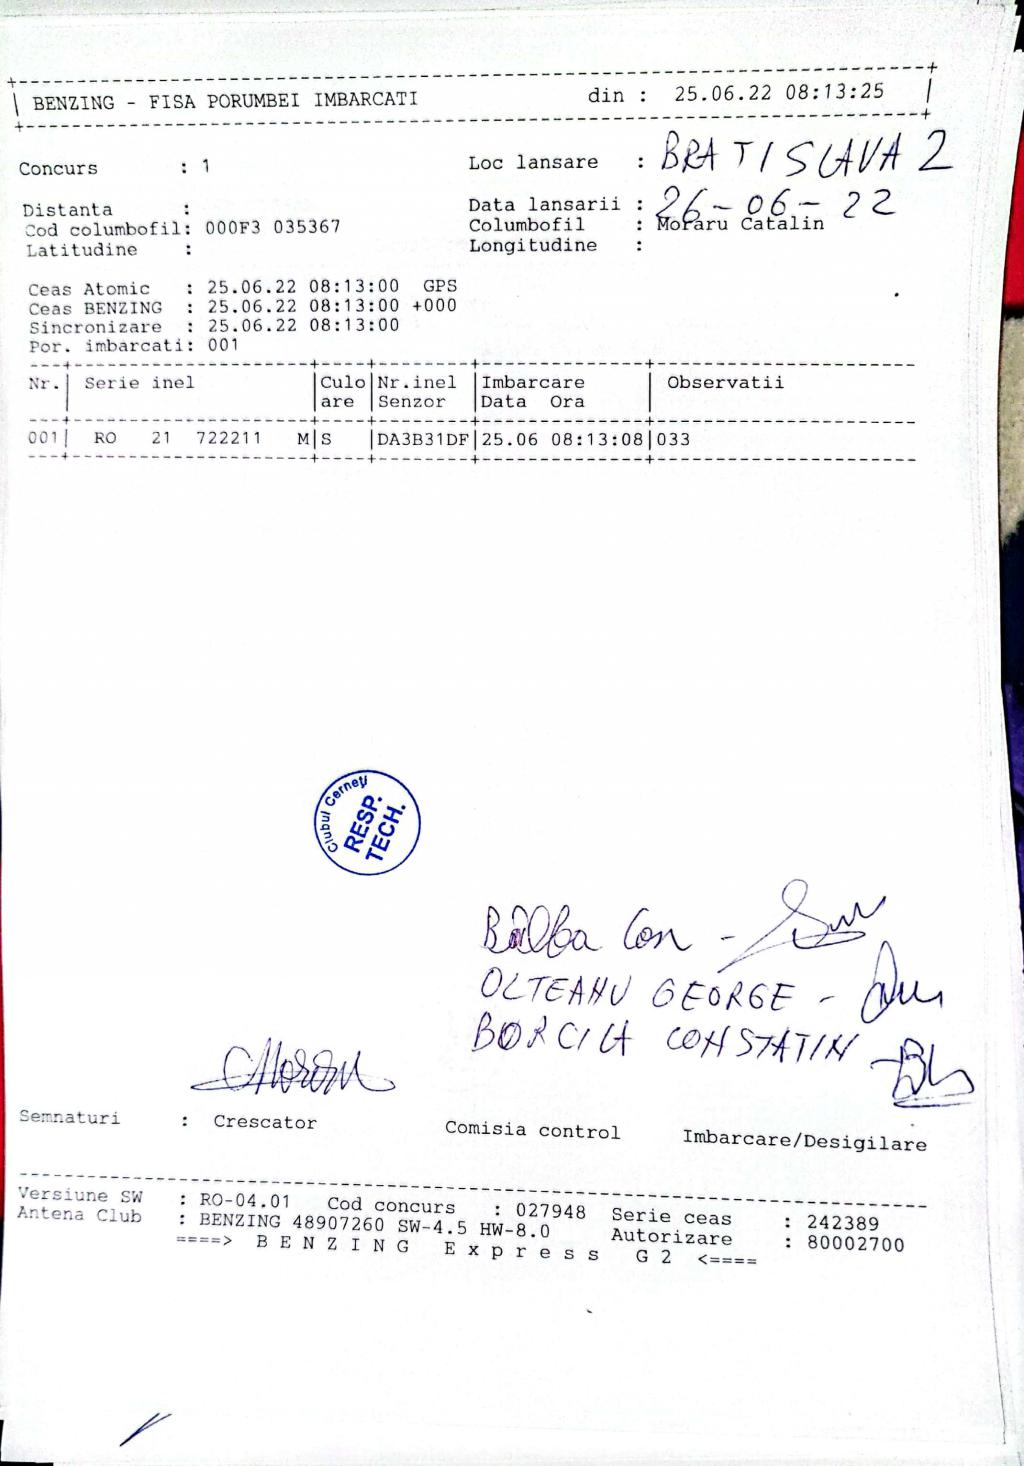 BENZING - FISA PORUMBEI IMBARCATI din : 25.06.22 08:13:25
Concurs : 1 Loc lansare : BRATISLAVA 2
Distanta : Data lansarii : 26-06-22
Cod columbofil: 000F3 035367 Columbofil : Moraru Catalin
Latitudine : Longitudine :
Ceas Atomic : 25.06.22 08:13:00 GPS
Ceas BENZING : 25.06.22 08:13:00 +000
Sincronizare : 25.06.22 08:13:00
Por. imbarcati: 001
Nr.| Serie inel |Culo|Nr.inel |Imbarcare | Observatii
|are |Senzor |Data Ora |
001| RO 21 722211 M|S |DA3B31DF|25.06 08:13:08|033
Clubul Cerneți
RESP.
TECH.
Con -
OLTEANU GEORGE -
BORCILA CONSTATIN
Semnaturi : Crescator Comisia control Imbarcare/Desigilare
Versiune SW : RO-04.01 Cod concurs : 027948 Serie ceas : 242389
Antena Club : BENZING 48907260 SW-4.5 HW-8.0 Autorizare : 80002700
====> B E N Z I N G E x p r e s s G 2 <====